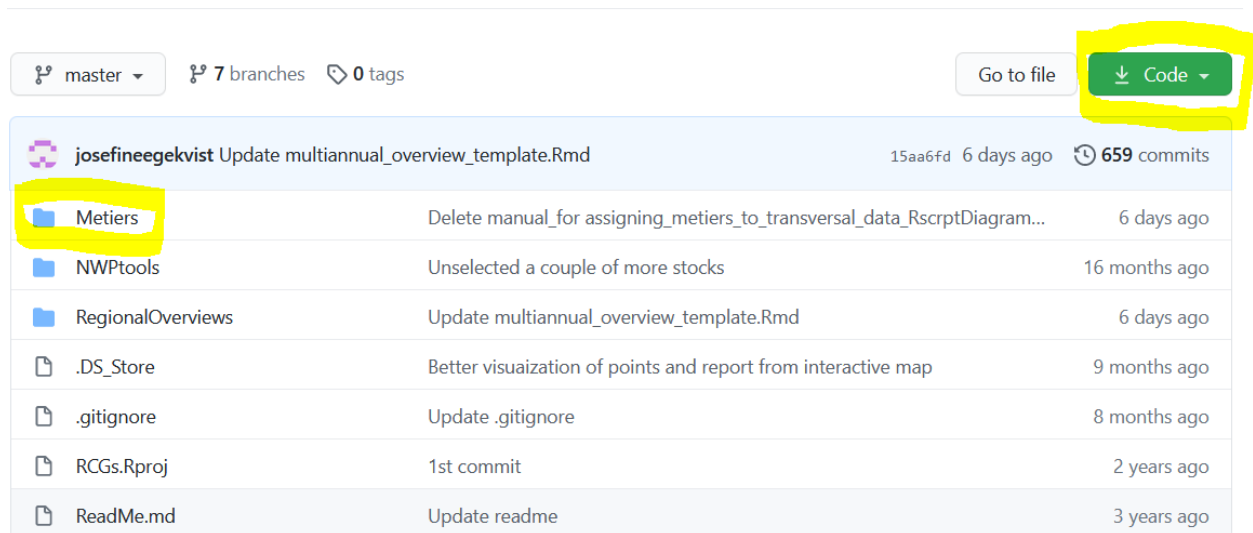 master 7 branches 0 tags Go to file Code
josefineegekvist Update multiannual_overview_template.Rmd 15aa6fd 6 days ago 659 commits
Metiers Delete manual_for assigning_metiers_to_transversal_data_RscrptDiagram... 6 days ago
NWPtools Unselected a couple of more stocks 16 months ago
RegionalOverviews Update multiannual_overview_template.Rmd 6 days ago
.DS_Store Better visuaization of points and report from interactive map 9 months ago
.gitignore Update .gitignore 8 months ago
RCGs.Rproj 1st commit 2 years ago
ReadMe.md Update readme 3 years ago